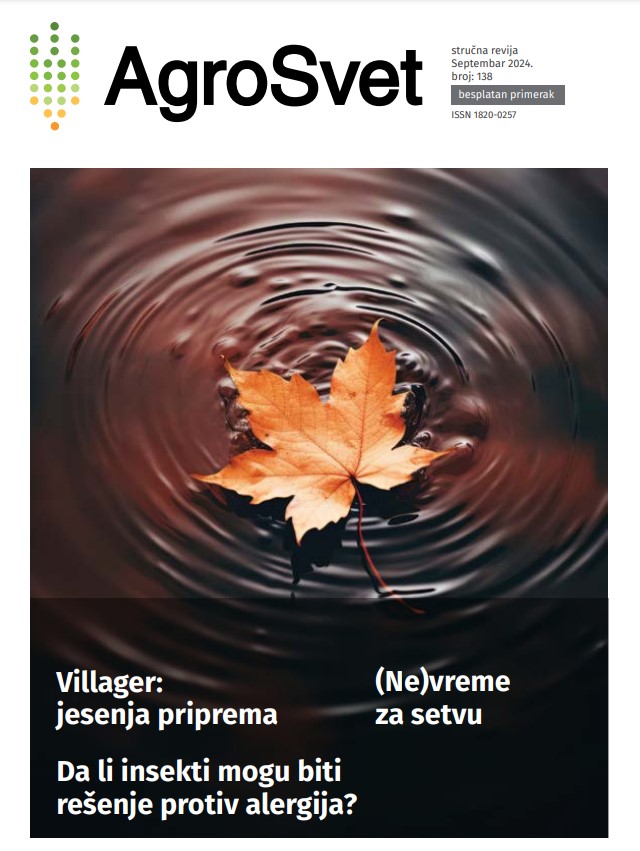 AgroSvet
stručna revija
Septembar 2024.
broj: 138
besplatan primerak
ISSN 1820-0257
Villager:
jesenja priprema
(Ne)vreme
za setvu
Da li insekti mogu biti
rešenje protiv alergija?